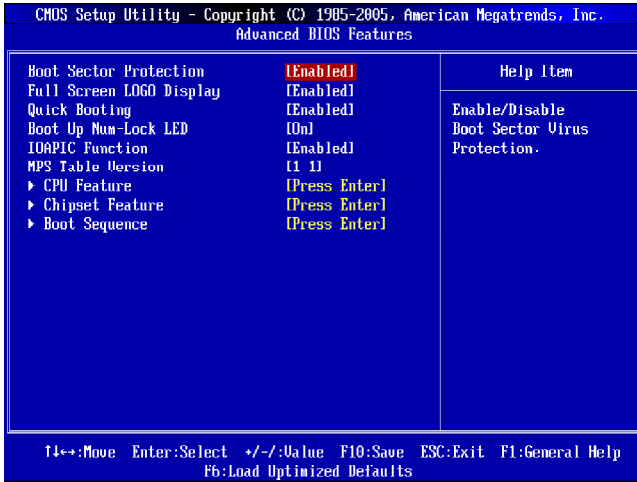 CMOS Setup Utility - Copyright (C) 1985-2005, American Megatrends, Inc.
Advanced BIOS Features
Boot Sector Protection [Enabled]
Full Screen LOGO Display [Enabled]
Quick Booting [Enabled]
Boot Up Num-Lock LED [On]
IOAPIC Function [Enabled]
MPS Table Version [1 1]
▶ CPU Feature [Press Enter]
▶ Chipset Feature [Press Enter]
▶ Boot Sequence [Press Enter]
Help Item
Enable/Disable
Boot Sector Virus
Protection.
↑↓←→:Move Enter:Select +/-/:Value F10:Save ESC:Exit F1:General Help
F6:Load Optimized Defaults